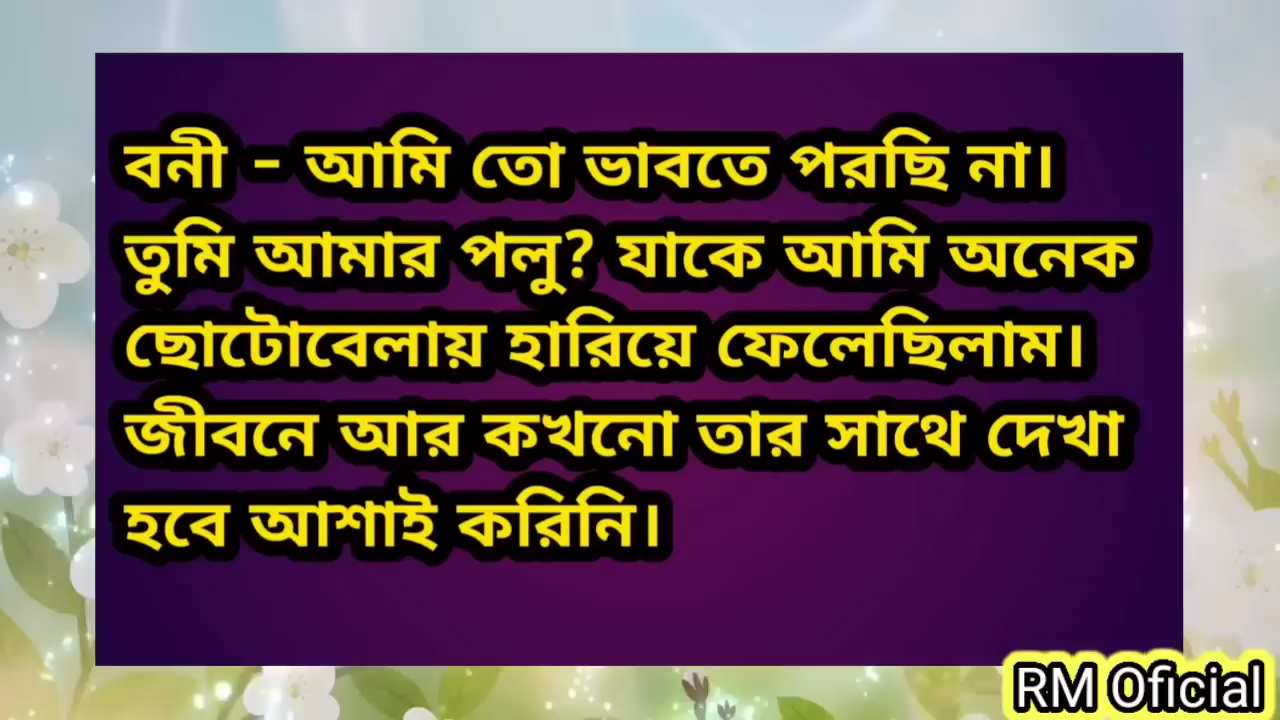 বনী - আমি তো ভাবতে পরছি না।
তুমি আমার পলু? যাকে আমি অনেক
ছোটোবেলায় হারিয়ে ফেলেছিলাম।
জীবনে আর কখনো তার সাথে দেখা
হবে আশাই করিনি।
RM Oficial